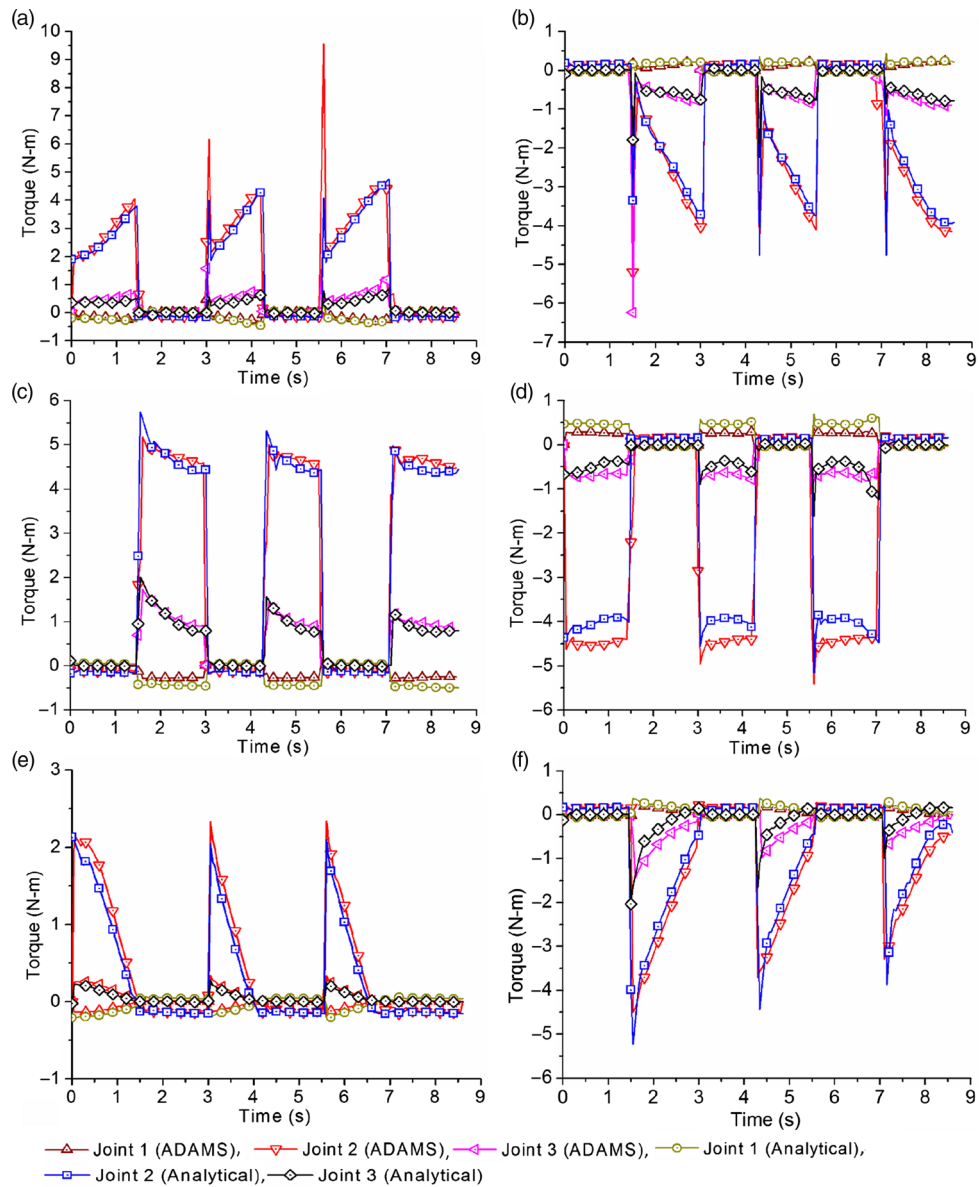 (a)
10
9
8
7
6
5
4
3
2
1
0
–1
Torque (N-m)
0 1 2 3 4 5 6 7 8 9
Time (s)
(b)
1
0
–1
–2
–3
–4
–5
–6
–7
Torque (N-m)
0 1 2 3 4 5 6 7 8 9
Time (s)
(c)
6
5
4
3
2
1
0
–1
Torque (N-m)
0 1 2 3 4 5 6 7 8 9
Time (s)
(d)
1
0
–1
–2
–3
–4
–5
–6
Torque (N-m)
0 1 2 3 4 5 6 7 8 9
Time (s)
(e)
3
2
1
0
–1
Torque (N-m)
0 1 2 3 4 5 6 7 8 9
Time (s)
(f)
1
0
–1
–2
–3
–4
–5
–6
Torque (N-m)
0 1 2 3 4 5 6 7 8 9
Time (s)
Joint 1 (ADAMS), Joint 2 (ADAMS), Joint 3 (ADAMS), Joint 1 (Analytical),
Joint 2 (Analytical), Joint 3 (Analytical)